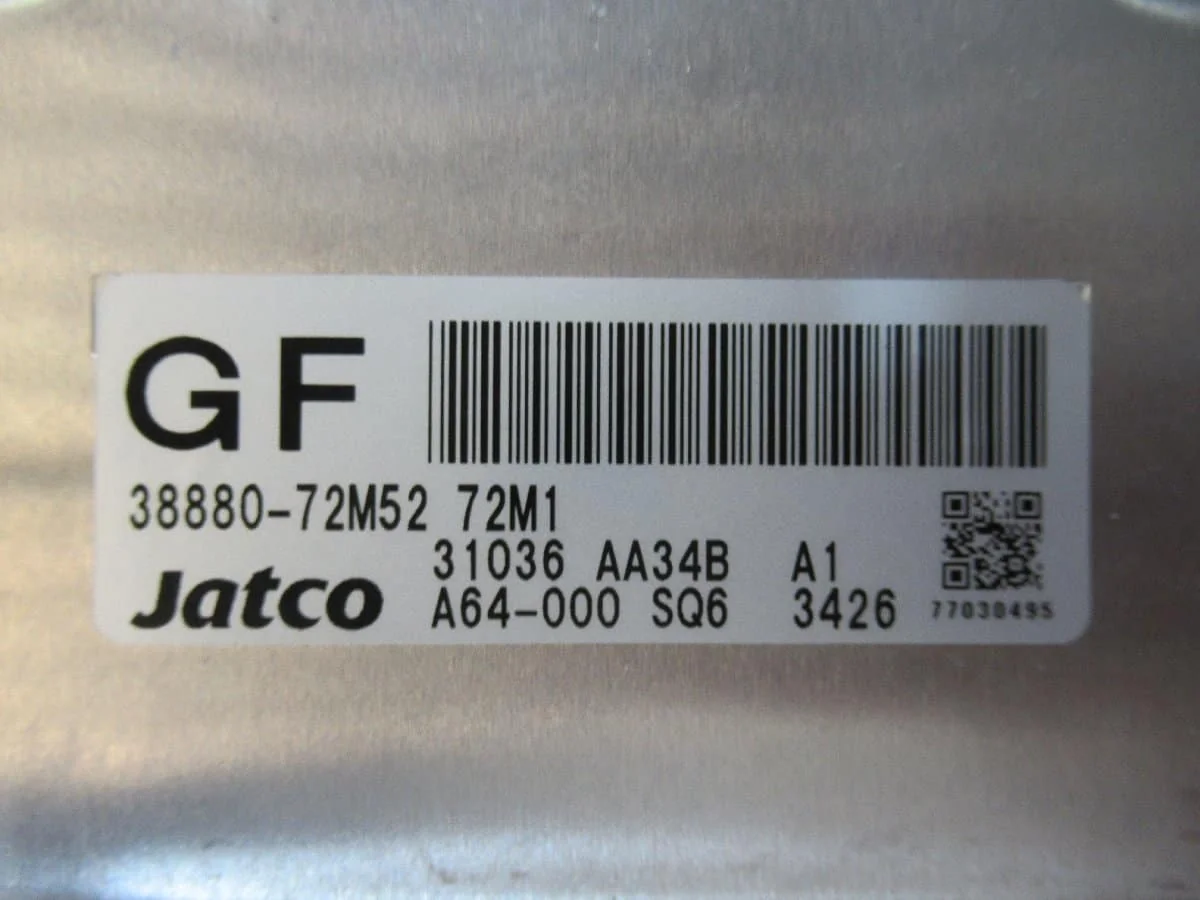 GF
38880-72M52 72M1
31036 AA34B A1
Jatco A64-000 SQ6 3426
77030495